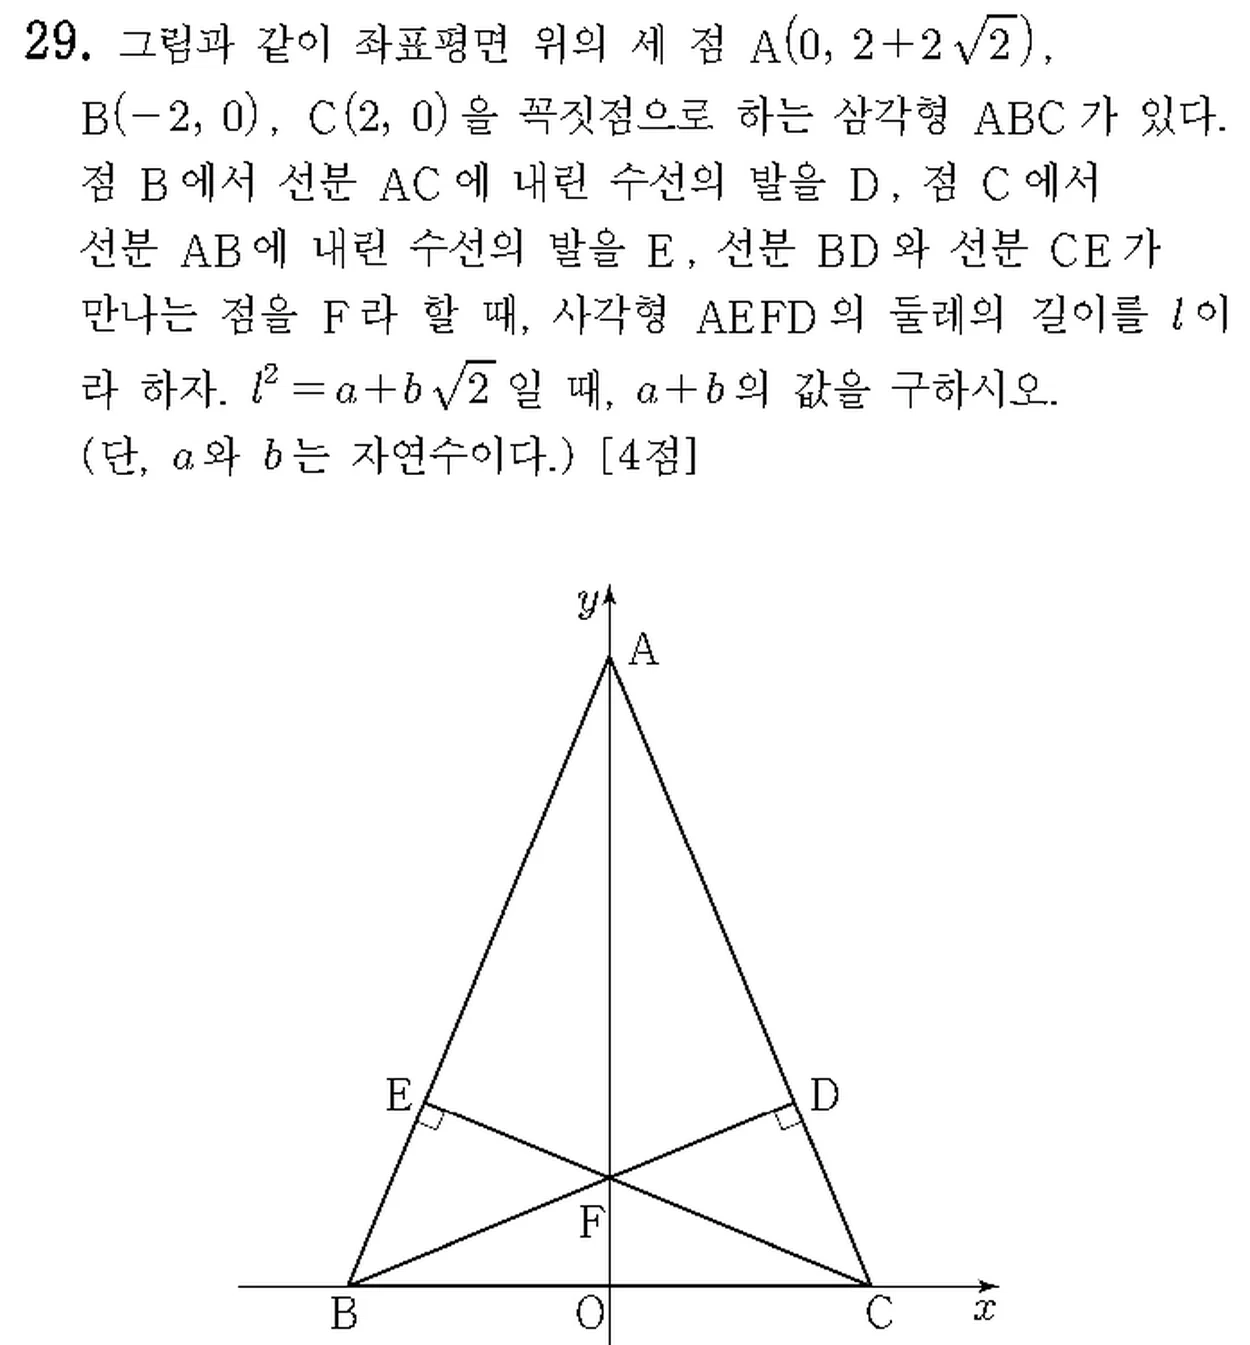 29. 그림과 같이 좌표평면 위의 세 점 A(0, 2+2√2),
B(−2, 0), C(2, 0)을 꼭짓점으로 하는 삼각형 ABC가 있다.
점 B에서 선분 AC에 내린 수선의 발을 D, 점 C에서
선분 AB에 내린 수선의 발을 E, 선분 BD와 선분 CE가
만나는 점을 F라 할 때, 사각형 AEFD의 둘레의 길이를 l이
라 하자. l²=a+b√2일 때, a+b의 값을 구하시오.
(단, a와 b는 자연수이다.) [4점]
y
A
E
D
F
B
O
C
x